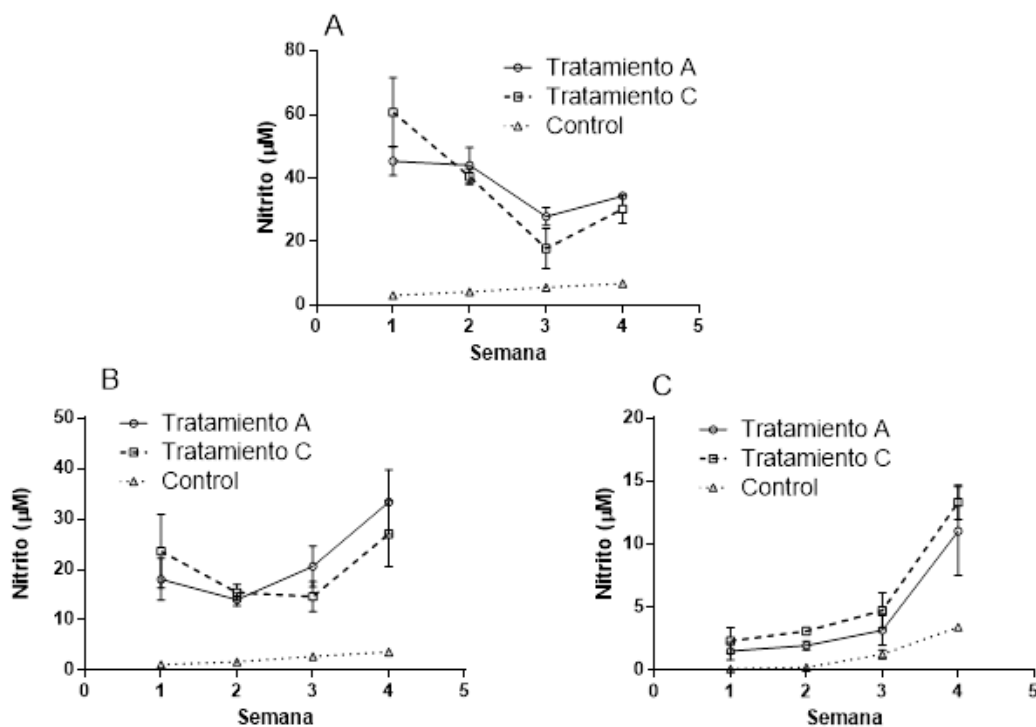 A
Tratamiento A
Tratamiento C
Control
Nitrito (µM)
80
60
40
20
0
0 1 2 3 4 5
Semana
B
Tratamiento A
Tratamiento C
Control
Nitrito (µM)
50
40
30
20
10
0
0 1 2 3 4 5
Semana
C
Tratamiento A
Tratamiento C
Control
Nitrito (µM)
20
15
10
5
0
0 1 2 3 4 5
Semana